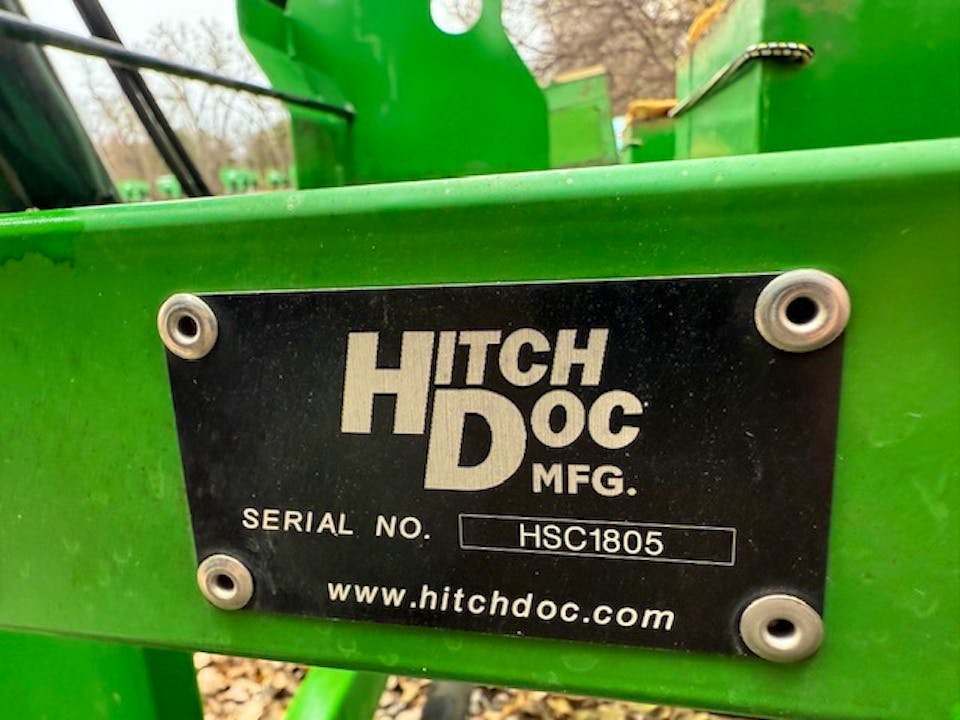 HITCH
DOC
MFG.
SERIAL NO. HSC1805
www.hitchdoc.com